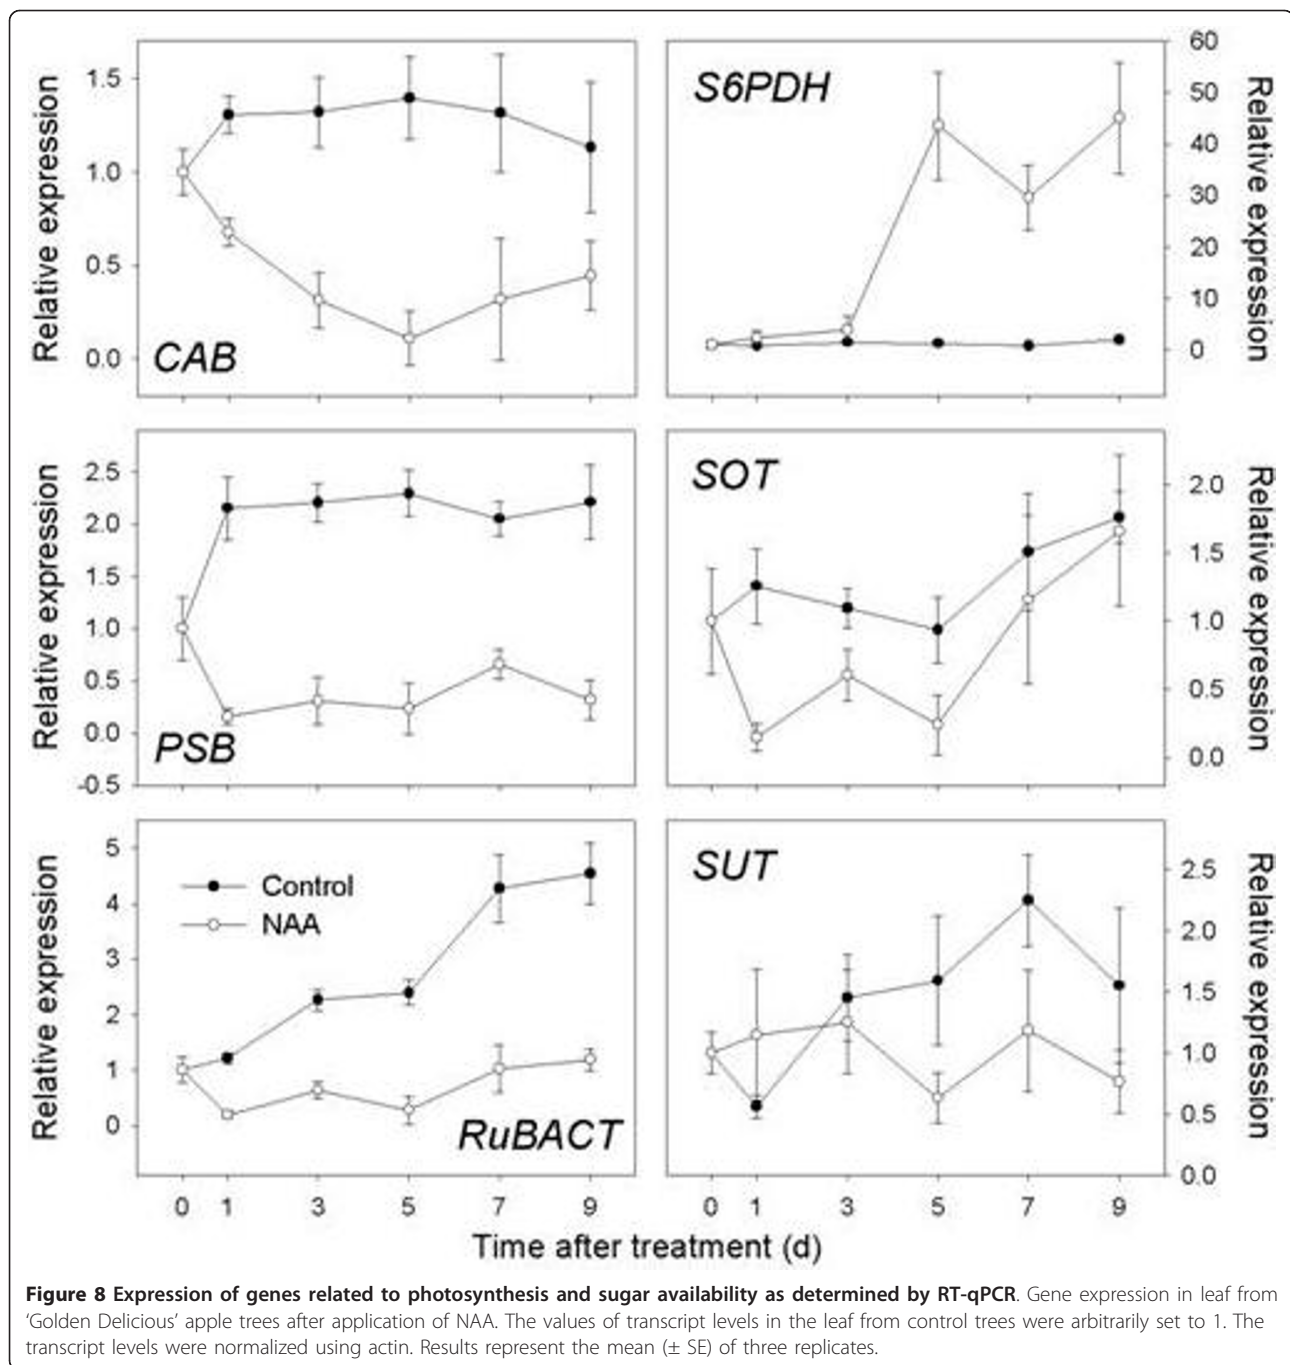 Relative expression
1.5
1.0
0.5
0.0
CAB
S6PDH
60
50
40
30
20
10
0
Relative expression
Relative expression
2.5
2.0
1.5
1.0
0.5
0.0
-0.5
PSB
SOT
2.0
1.5
1.0
0.5
0.0
Relative expression
Relative expression
5
4
3
2
1
0
Control
NAA
RuBACT
SUT
2.5
2.0
1.5
1.0
0.5
0.0
Relative expression
0 1 3 5 7 9
0 1 3 5 7 9
Time after treatment (d)
Figure 8 Expression of genes related to photosynthesis and sugar availability as determined by RT-qPCR. Gene expression in leaf from
‘Golden Delicious’ apple trees after application of NAA. The values of transcript levels in the leaf from control trees were arbitrarily set to 1. The
transcript levels were normalized using actin. Results represent the mean (± SE) of three replicates.